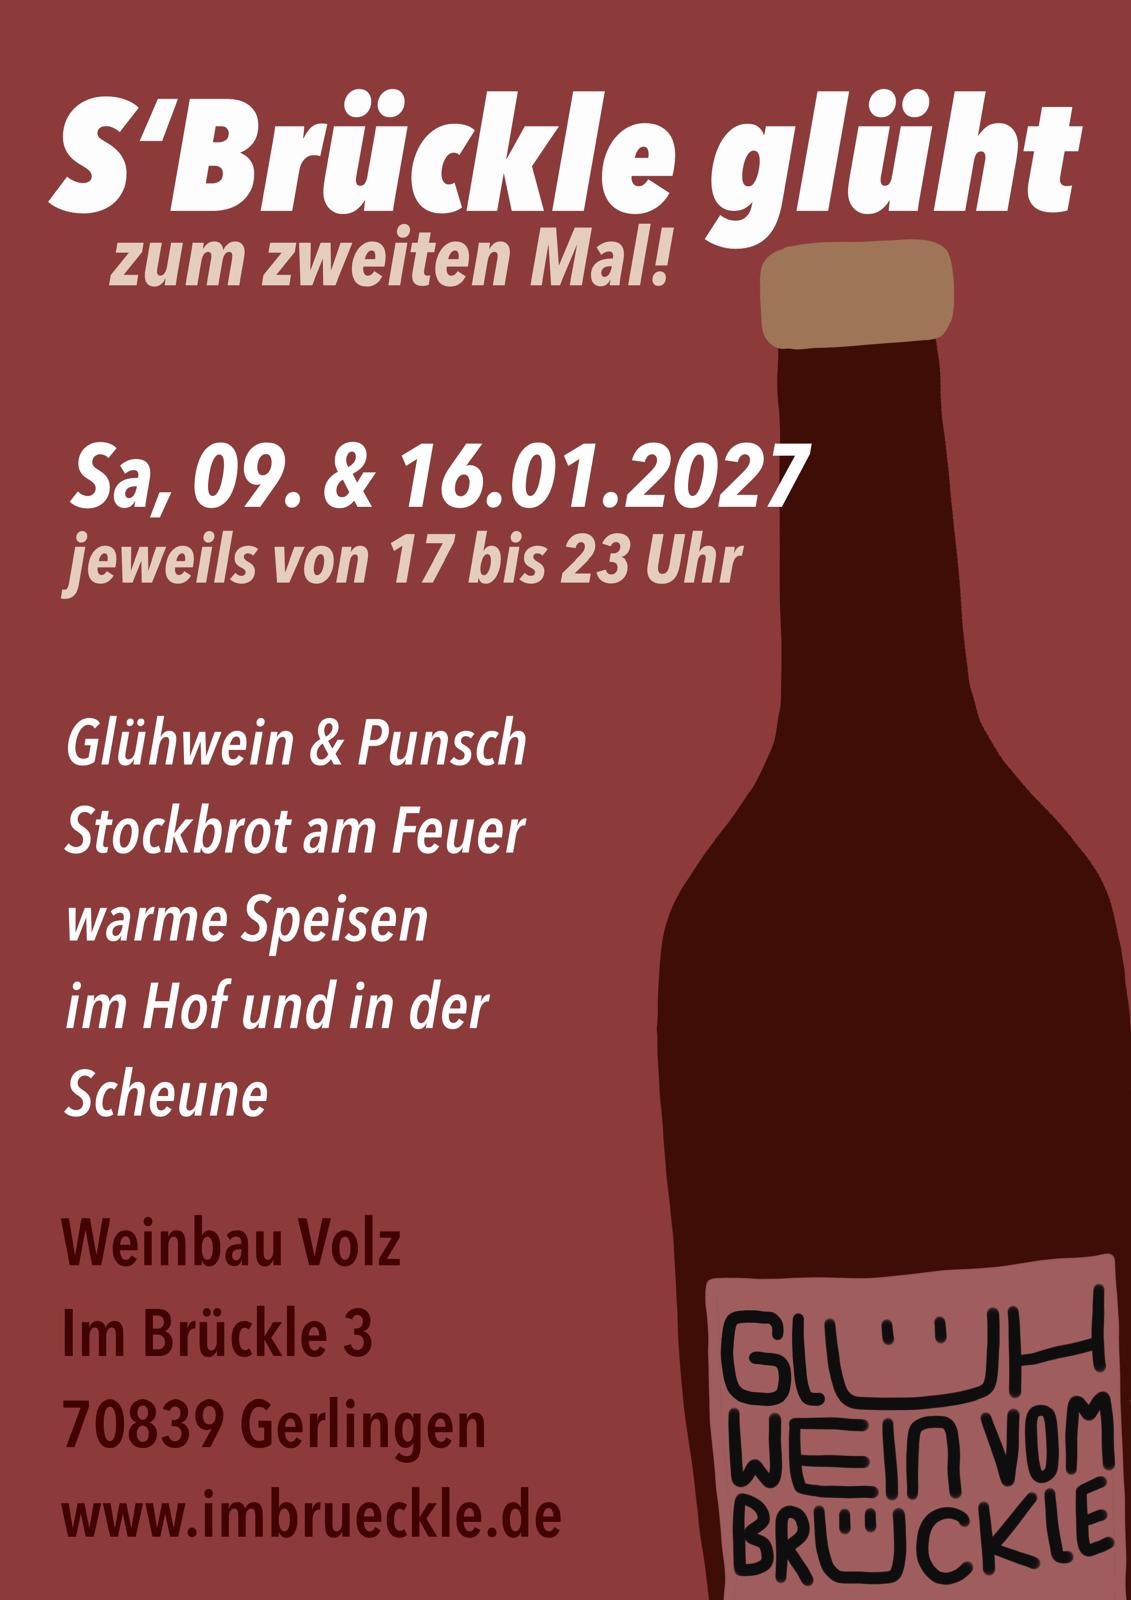 S‘Brückle glüht
zum zweiten Mal!
Sa, 09. & 16.01.2027
jeweils von 17 bis 23 Uhr
Glühwein & Punsch
Stockbrot am Feuer
warme Speisen
im Hof und in der
Scheune
Weinbau Volz
Im Brückle 3
70839 Gerlingen
www.imbrueckle.de
GLÜH
WEIN VOM
BRÜCKLE